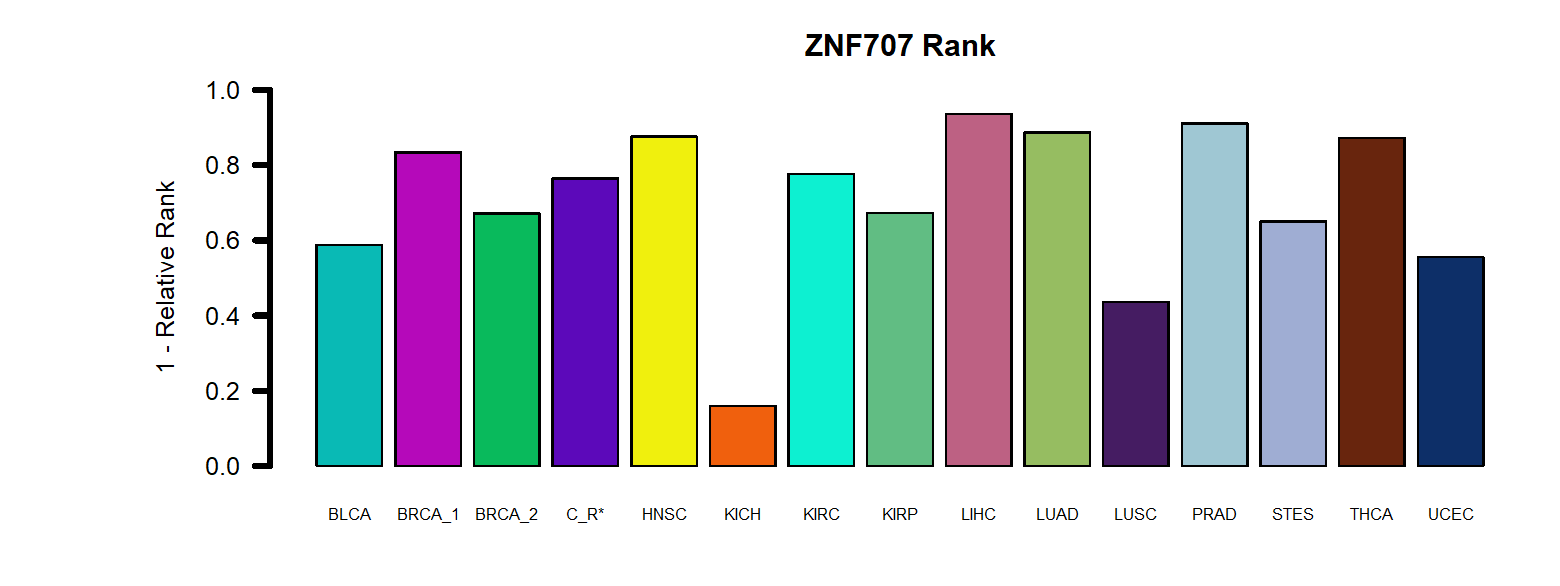 ZNF707 Rank
1 - Relative Rank
1.0
0.8
0.6
0.4
0.2
0.0
BLCA BRCA_1 BRCA_2 C_R* HNSC KICH KIRC KIRP LIHC LUAD LUSC PRAD STES THCA UCEC